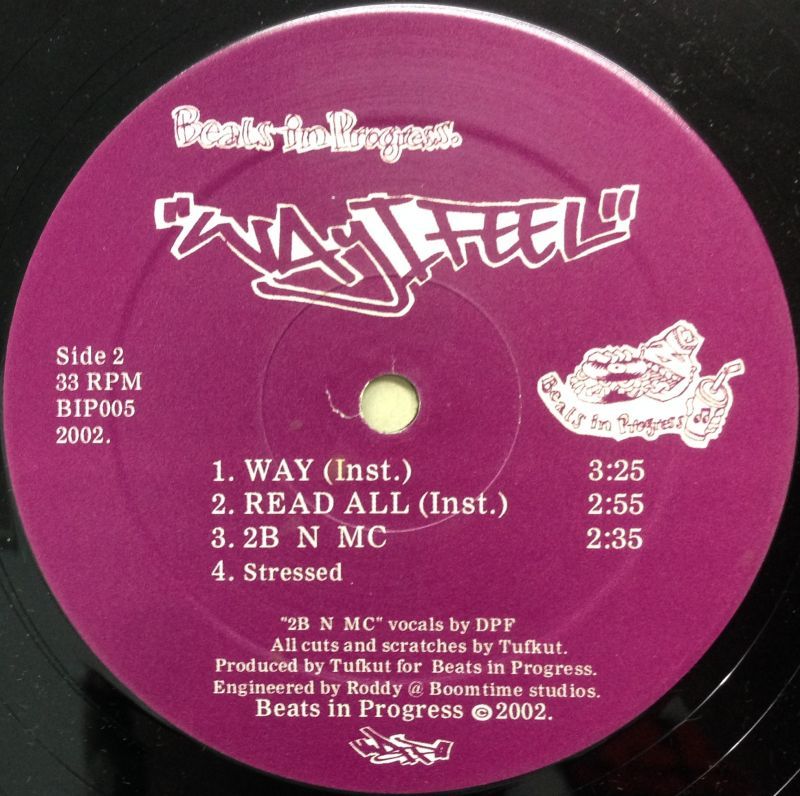 Beats in Progress.
"WAY I FEEL"
Side 2
33 RPM
BIP005
2002.
Beats in Progress
1. WAY (Inst.) 3:25
2. READ ALL (Inst.) 2:55
3. 2B N MC 2:35
4. Stressed
"2B N MC" vocals by DPF
All cuts and scratches by Tufkut.
Produced by Tufkut for Beats in Progress.
Engineered by Roddy @ Boomtime studios.
Beats in Progress © 2002.